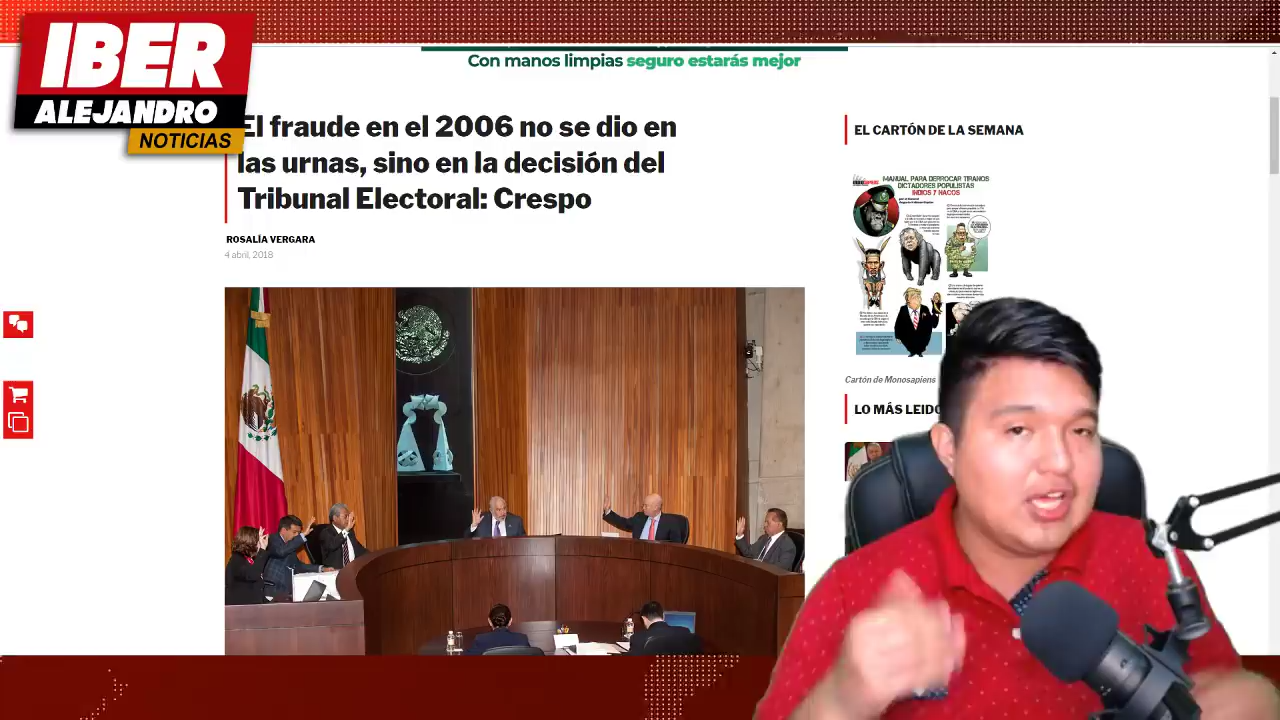 IBER
ALEJANDRO
NOTICIAS
Con manos limpias seguro estarás mejor
El fraude en el 2006 no se dio en
las urnas, sino en la decisión del
Tribunal Electoral: Crespo
ROSALÍA VERGARA
4 abril, 2018
EL CARTÓN DE LA SEMANA
MANUAL PARA DERROCAR TIRANOS
DICTADORES POPULISTAS
INDIOS Y NACOS
Cartón de Monosapiens
LO MÁS LEIDO